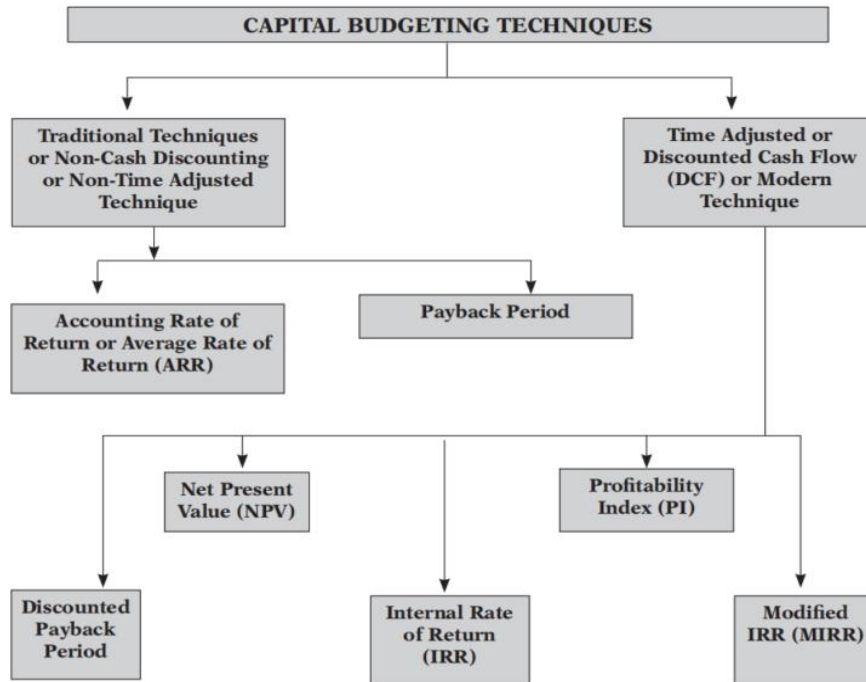 CAPITAL BUDGETING TECHNIQUES
Traditional Techniques
or Non-Cash Discounting
or Non-Time Adjusted
Technique
Time Adjusted or
Discounted Cash Flow
(DCF) or Modern
Technique
Accounting Rate of
Return or Average Rate of
Return (ARR)
Payback Period
Net Present
Value (NPV)
Profitability
Index (PI)
Discounted
Payback
Period
Internal Rate
of Return
(IRR)
Modified
IRR (MIRR)